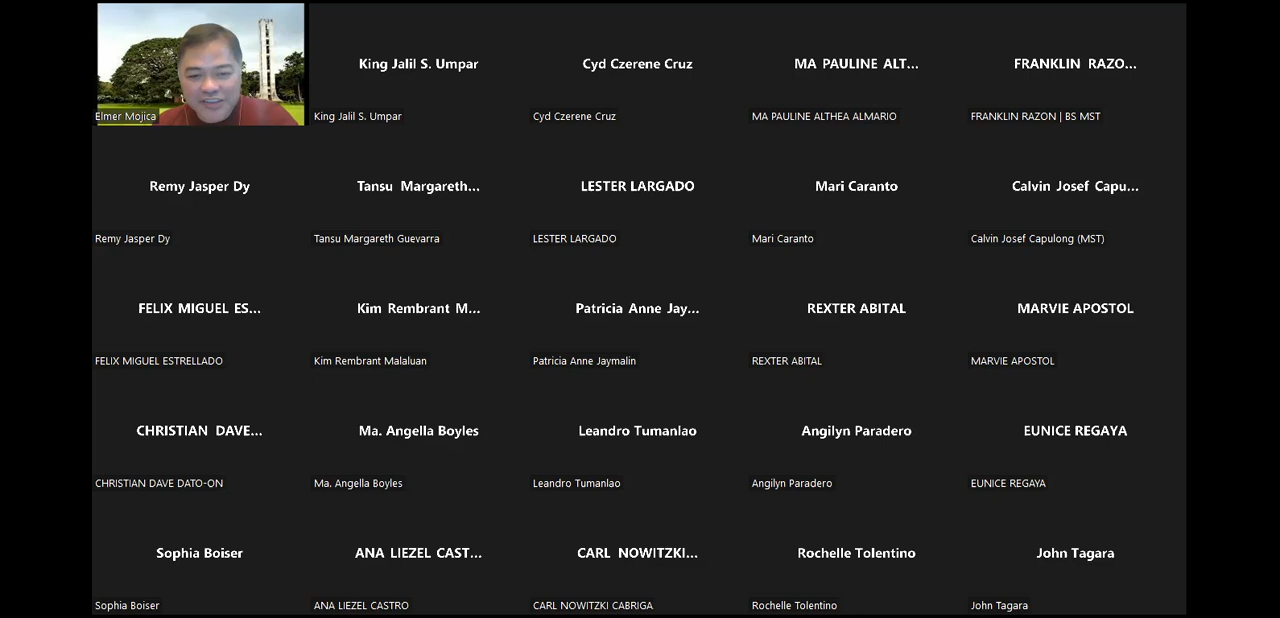 King Jalil S. Umpar
Cyd Czerene Cruz
MA PAULINE ALT...
FRANKLIN RAZO...
Elmer Mojica
King Jalil S. Umpar
Cyd Czerene Cruz
MA PAULINE ALTHEA ALMARIO
FRANKLIN RAZON | BS MST
Remy Jasper Dy
Tansu Margareth...
LESTER LARGADO
Mari Caranto
Calvin Josef Capu...
Remy Jasper Dy
Tansu Margareth Guevarra
LESTER LARGADO
Mari Caranto
Calvin Josef Capulong (MST)
FELIX MIGUEL ES...
Kim Rembrant M...
Patricia Anne Jay...
REXTER ABITAL
MARVIE APOSTOL
FELIX MIGUEL ESTRELLADO
Kim Rembrant Malaluan
Patricia Anne Jaymalin
REXTER ABITAL
MARVIE APOSTOL
CHRISTIAN DAVE...
Ma. Angella Boyles
Leandro Tumanlao
Angilyn Paradero
EUNICE REGAYA
CHRISTIAN DAVE DATO-ON
Ma. Angella Boyles
Leandro Tumanlao
Angilyn Paradero
EUNICE REGAYA
Sophia Boiser
ANA LIEZEL CAST...
CARL NOWITZKI...
Rochelle Tolentino
John Tagara
Sophia Boiser
ANA LIEZEL CASTRO
CARL NOWITZKI CABRIGA
Rochelle Tolentino
John Tagara